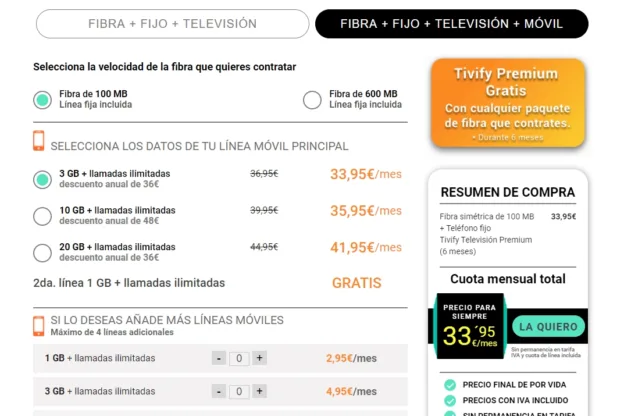 FIBRA + FIJO + TELEVISIÓN
FIBRA + FIJO + TELEVISIÓN + MÓVIL
Selecciona la velocidad de la fibra que quieres contratar
Fibra de 100 MB
Línea fija incluida
Fibra de 600 MB
Línea fija incluida
SELECCIONA LOS DATOS DE TU LÍNEA MÓVIL PRINCIPAL
3 GB + llamadas ilimitadas
descuento anual de 36€
36,95€
33,95€/mes
10 GB + llamadas ilimitadas
descuento anual de 48€
39,95€
35,95€/mes
20 GB + llamadas ilimitadas
descuento anual de 36€
44,95€
41,95€/mes
2da. línea 1 GB + llamadas ilimitadas
GRATIS
SI LO DESEAS AÑADE MÁS LÍNEAS MÓVILES
Máximo de 4 líneas adicionales
1 GB + llamadas ilimitadas
- 0 +
2,95€/mes
3 GB + llamadas ilimitadas
- 0 +
4,95€/mes
Tivify Premium
Gratis
Con cualquier paquete
de fibra que contrates.
* Durante 6 meses
RESUMEN DE COMPRA
Fibra simétrica de 100 MB
33,95€
+ Teléfono fijo
Tivify Televisión Premium
(6 meses)
Cuota mensual total
PRECIO PARA
SIEMPRE
33´95
€/mes
LA QUIERO
Sin permanencia en tarifa
IVA y cuota de línea incluida
PRECIO FINAL DE POR VIDA
PRECIOS CON IVA INCLUIDO
SIN PERMANENCIA EN TARIFA